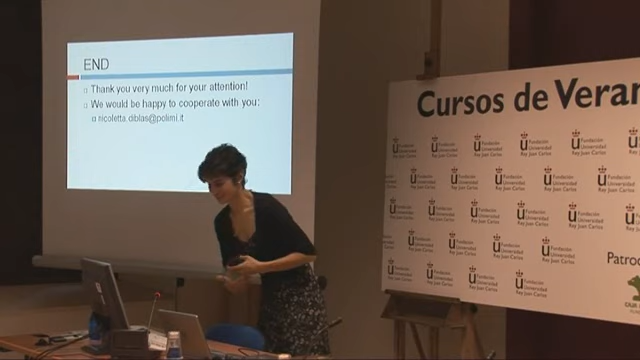 END
Thank you very much for your attention!
We would be happy to cooperate with you:
nicoletta.diblas@polimi.it
Cursos de Veran
Fundación
Universidad
Rey Juan Carlos
Patroc